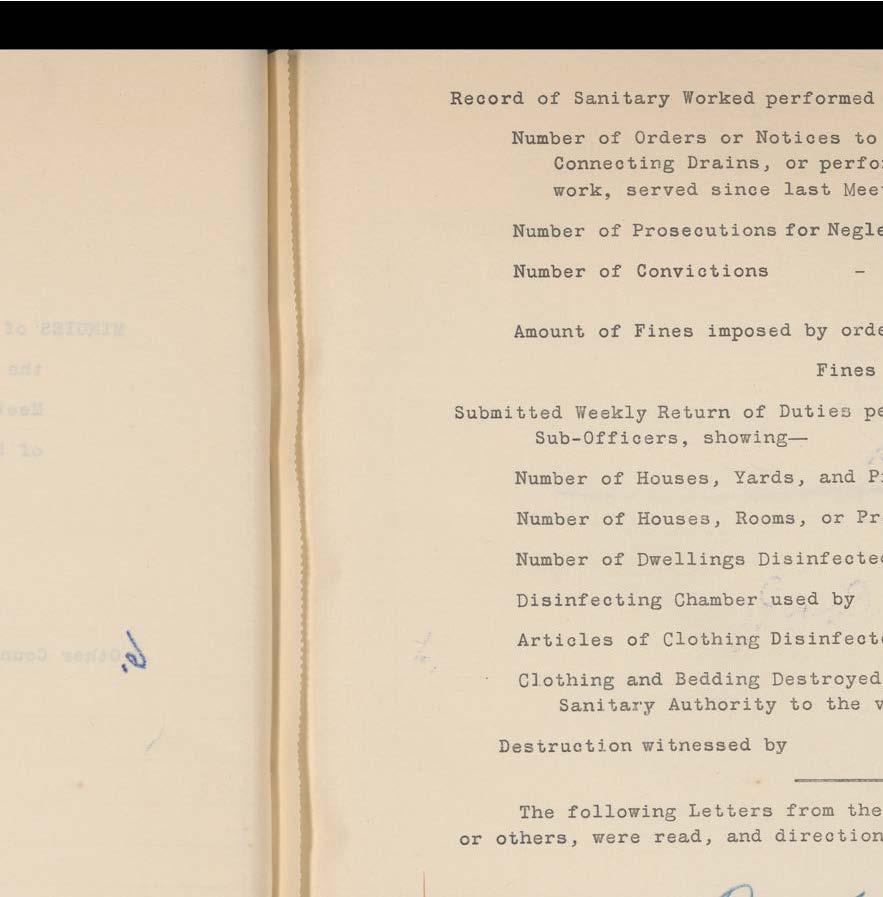 Record of Sanitary Worked performed
Number of Orders or Notices to
Connecting Drains, or perfo
work, served since last Mee
Number of Prosecutions for Negle
Number of Convictions -
Amount of Fines imposed by orde
Fines
Submitted Weekly Return of Duties pe
Sub-Officers, showing—
Number of Houses, Yards, and P
Number of Houses, Rooms, or Pr
Number of Dwellings Disinfected
Disinfecting Chamber used by
Articles of Clothing Disinfect
Clothing and Bedding Destroyed
Sanitary Authority to the v
Destruction witnessed by
The following Letters from the
or others, were read, and direction